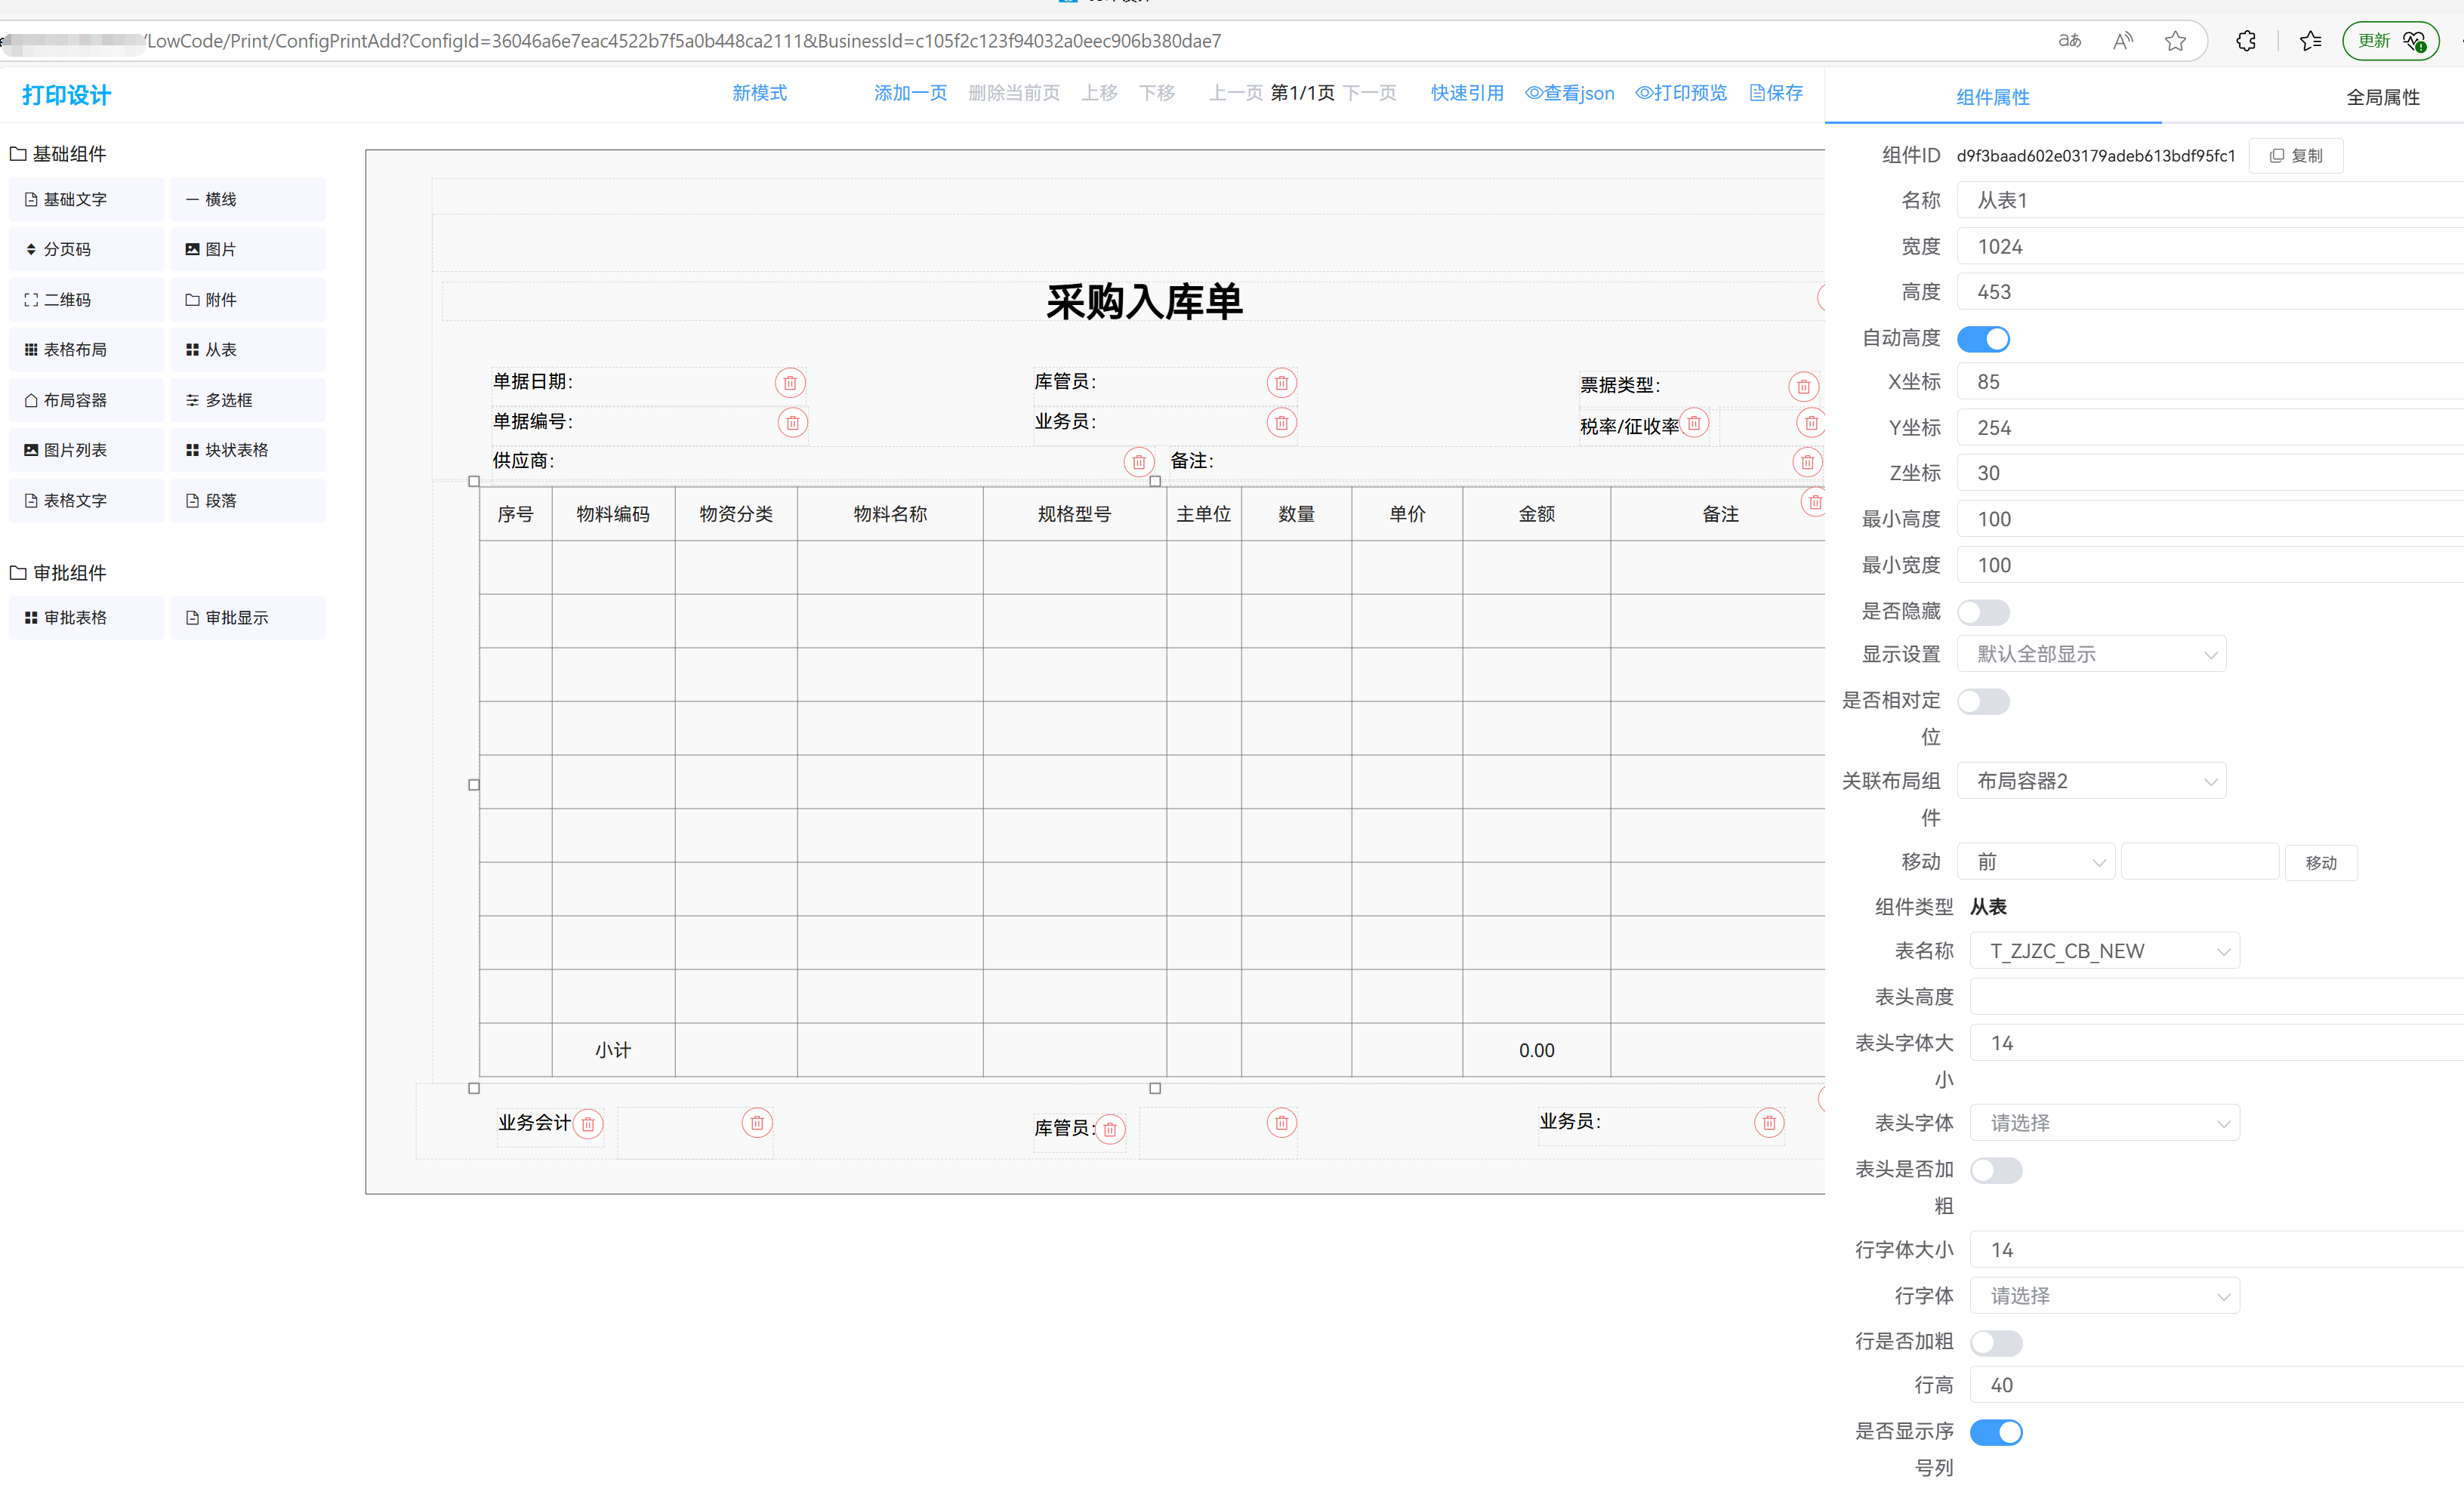 /LowCode/Print/ConfigPrintAdd?ConfigId=36046a6e7eac4522b7f5a0b448ca2111&BusinessId=c105f2c123f94032a0eec906b380dae7
更新
打印设计
新模式 添加一页 删除当前页 上移 下移 上一页 第1/1页 下一页 快速引用 查看json 打印预览 保存
组件属性 全局属性
基础组件
基础文字 横线
分页码 图片
二维码 附件
表格布局 从表
布局容器 多选框
图片列表 块状表格
表格文字 段落
审批组件
审批表格 审批显示
采购入库单
单据日期： 库管员： 票据类型：
单据编号： 业务员： 税率/征收率
供应商： 备注：
序号 物料编码 物资分类 物料名称 规格型号 主单位 数量 单价 金额 备注
小计 0.00
业务会计 库管员: 业务员：
组件ID d9f3baad602e03179adeb613bdf95fc1 复制
名称 从表1
宽度 1024
高度 453
自动高度
X坐标 85
Y坐标 254
Z坐标 30
最小高度 100
最小宽度 100
是否隐藏
显示设置 默认全部显示
是否相对定
位
关联布局组 布局容器2
件
移动 前 移动
组件类型 从表
表名称 T_ZJZC_CB_NEW
表头高度
表头字体大 14
小
表头字体 请选择
表头是否加
粗
行字体大小 14
行字体 请选择
行是否加粗
行高 40
是否显示序
号列